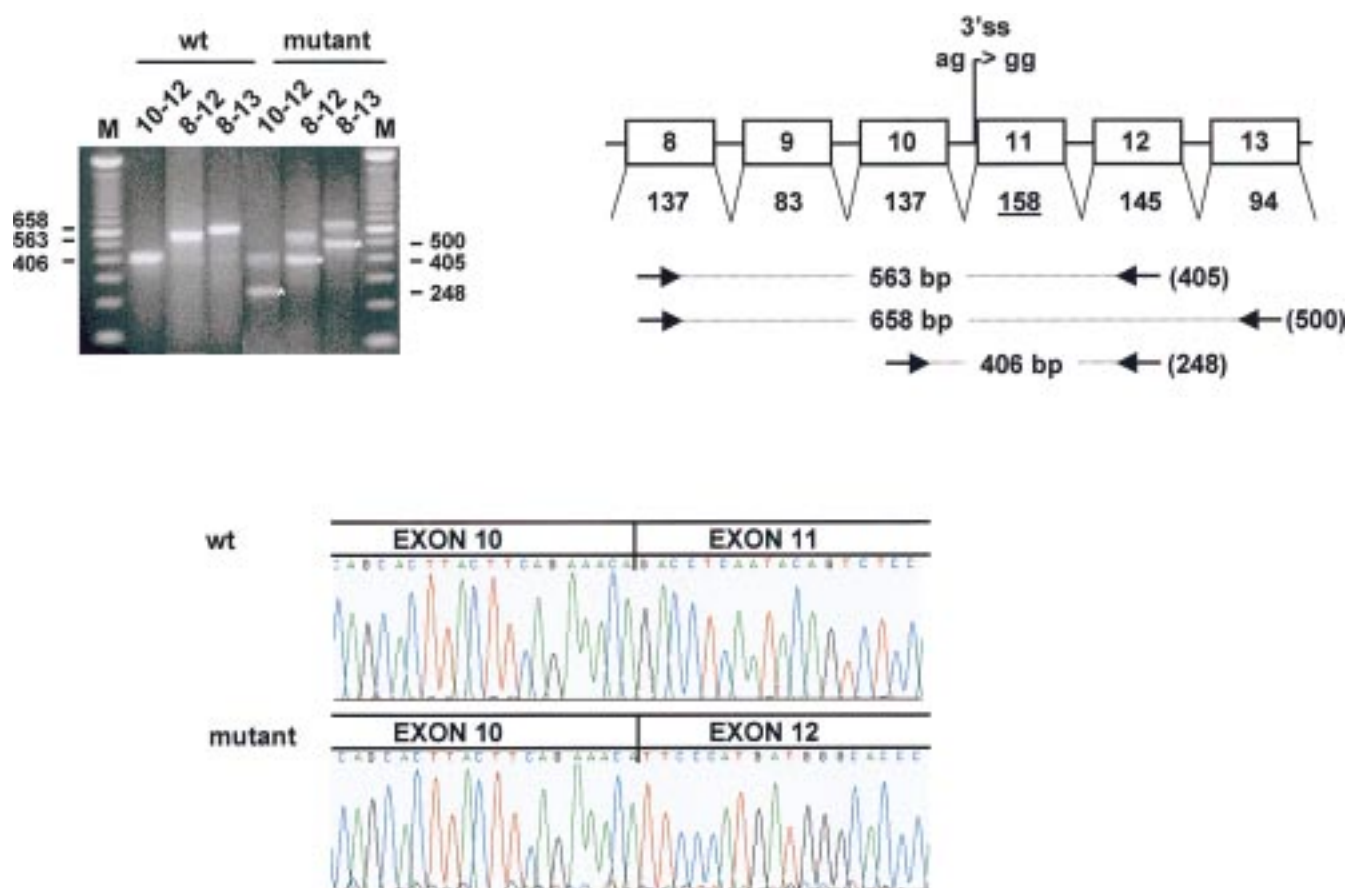 wt mutant
10-12 8-12 8-13 10-12 8-12 8-13
M M
658
563
406
500
405
248
3'ss
ag > gg
8 9 10 11 12 13
137 83 137 158 145 94
563 bp (405)
658 bp (500)
406 bp (248)
wt
EXON 10 EXON 11
CAGCACTTACTTCAGAAACAGACCTCAATACAGTCTCC
mutant
EXON 10 EXON 12
CAGCACTTACTTCAGAAACATTCCCATGATGGGCACCC